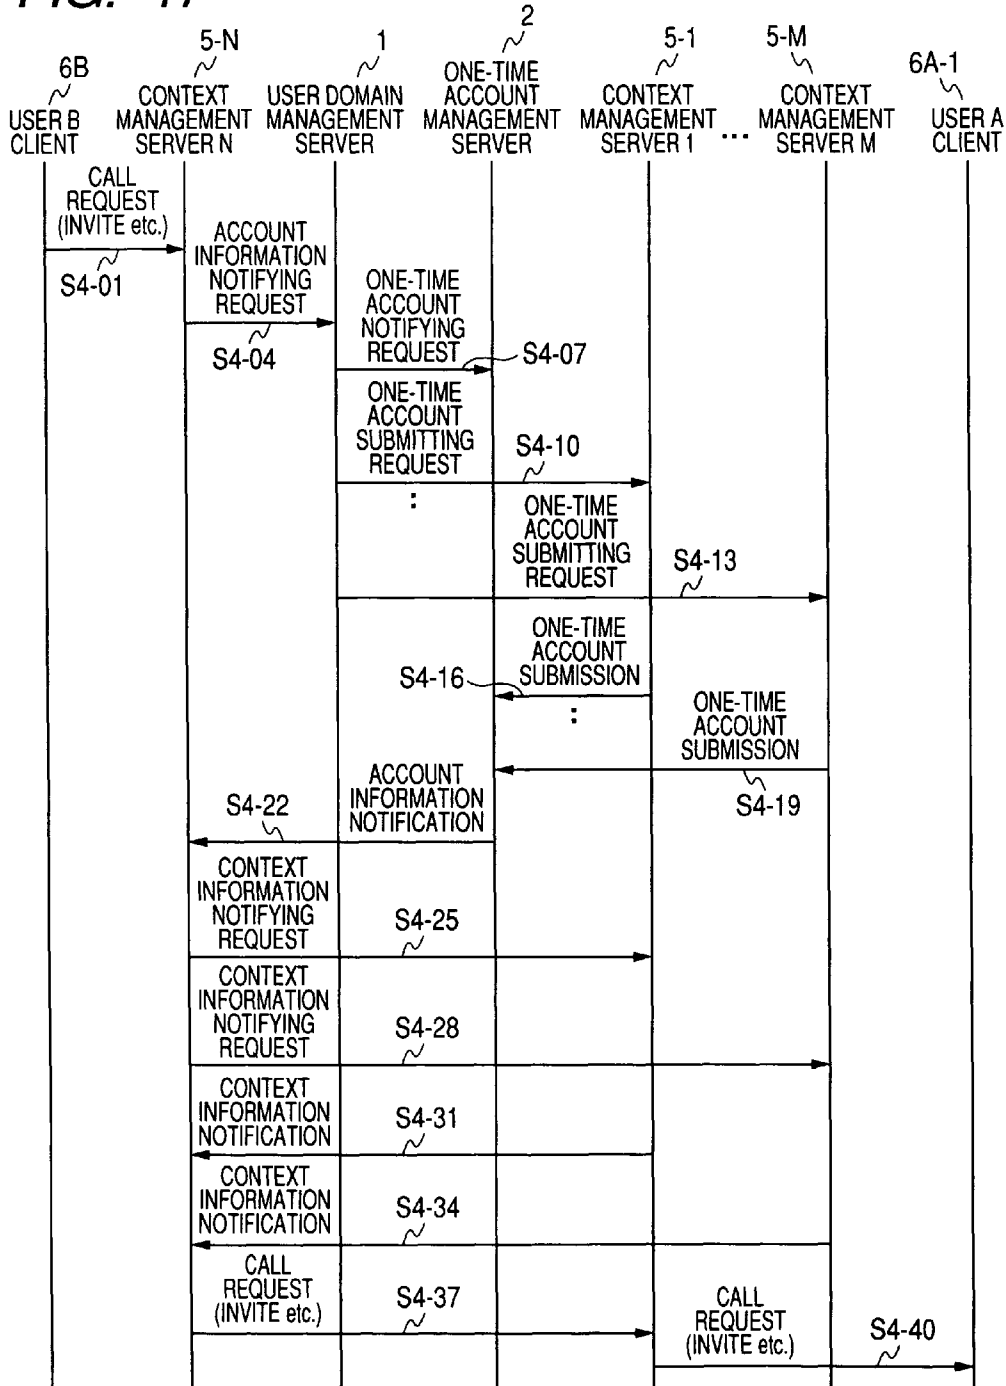 2
5-N
1
5-1
5-M
6B
6A-1
USER B
CLIENT
CONTEXT
MANAGEMENT
SERVER N
USER DOMAIN
MANAGEMENT
SERVER
ONE-TIME
ACCOUNT
MANAGEMENT
SERVER
CONTEXT
MANAGEMENT
SERVER 1
...
CONTEXT
MANAGEMENT
SERVER M
USER A
CLIENT
CALL
REQUEST
(INVITE etc.)
S4-01
ACCOUNT
INFORMATION
NOTIFYING
REQUEST
S4-04
ONE-TIME
ACCOUNT
NOTIFYING
REQUEST
S4-07
ONE-TIME
ACCOUNT
SUBMITTING
REQUEST
S4-10
:
ONE-TIME
ACCOUNT
SUBMITTING
REQUEST
S4-13
ONE-TIME
ACCOUNT
SUBMISSION
S4-16
:
ONE-TIME
ACCOUNT
SUBMISSION
S4-19
ACCOUNT
INFORMATION
NOTIFICATION
S4-22
CONTEXT
INFORMATION
NOTIFYING
REQUEST
S4-25
CONTEXT
INFORMATION
NOTIFYING
REQUEST
S4-28
CONTEXT
INFORMATION
NOTIFICATION
S4-31
CONTEXT
INFORMATION
NOTIFICATION
S4-34
CALL
REQUEST
(INVITE etc.)
S4-37
CALL
REQUEST
(INVITE etc.)
S4-40